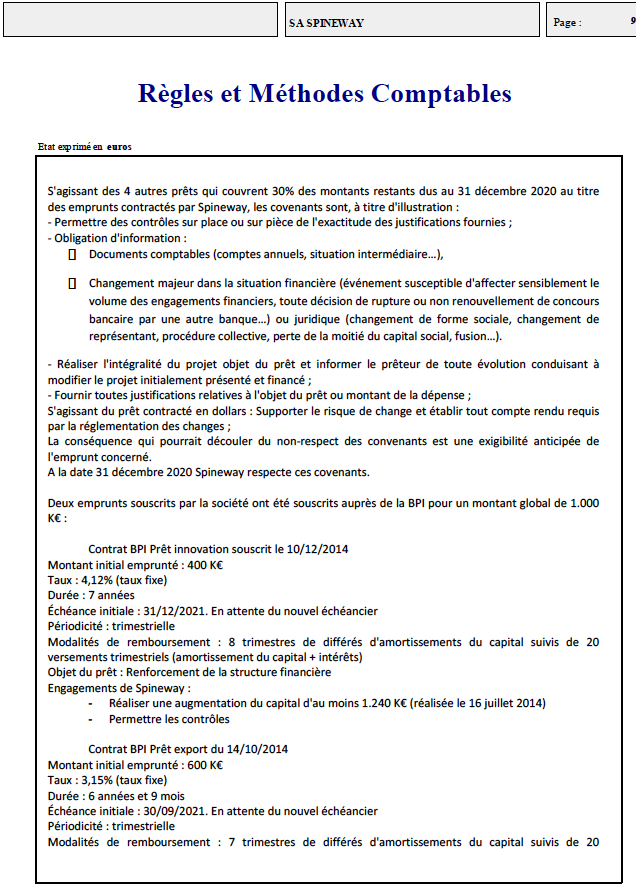 SA SPINEWAY
Page : 9
Règles et Méthodes Comptables
Etat exprimé en euros
S'agissant des 4 autres prêts qui couvrent 30% des montants restants dus au 31 décembre 2020 au titre
des emprunts contractés par Spineway, les covenants sont, à titre d'illustration :
- Permettre des contrôles sur place ou sur pièce de l'exactitude des justifications fournies ;
- Obligation d'information :
Documents comptables (comptes annuels, situation intermédiaire…),
Changement majeur dans la situation financière (événement susceptible d'affecter sensiblement le
volume des engagements financiers, toute décision de rupture ou non renouvellement de concours
bancaire par une autre banque…) ou juridique (changement de forme sociale, changement de
représentant, procédure collective, perte de la moitié du capital social, fusion…).
- Réaliser l'intégralité du projet objet du prêt et informer le prêteur de toute évolution conduisant à
modifier le projet initialement présenté et financé ;
- Fournir toutes justifications relatives à l'objet du prêt ou montant de la dépense ;
S'agissant du prêt contracté en dollars : Supporter le risque de change et établir tout compte rendu requis
par la réglementation des changes ;
La conséquence qui pourrait découler du non-respect des convenants est une exigibilité anticipée de
l'emprunt concerné.
A la date 31 décembre 2020 Spineway respecte ces covenants.
Deux emprunts souscrits par la société ont été souscrits auprès de la BPI pour un montant global de 1.000
K€ :
Contrat BPI Prêt innovation souscrit le 10/12/2014
Montant initial emprunté : 400 K€
Taux : 4,12% (taux fixe)
Durée : 7 années
Échéance initiale : 31/12/2021. En attente du nouvel échéancier
Périodicité : trimestrielle
Modalités de remboursement : 8 trimestres de différés d'amortissements du capital suivis de 20
versements trimestriels (amortissement du capital + intérêts)
Objet du prêt : Renforcement de la structure financière
Engagements de Spineway :
- Réaliser une augmentation du capital d'au moins 1.240 K€ (réalisée le 16 juillet 2014)
- Permettre les contrôles
Contrat BPI Prêt export du 14/10/2014
Montant initial emprunté : 600 K€
Taux : 3,15% (taux fixe)
Durée : 6 années et 9 mois
Échéance initiale : 30/09/2021. En attente du nouvel échéancier
Périodicité : trimestrielle
Modalités de remboursement : 7 trimestres de différés d'amortissements du capital suivis de 20